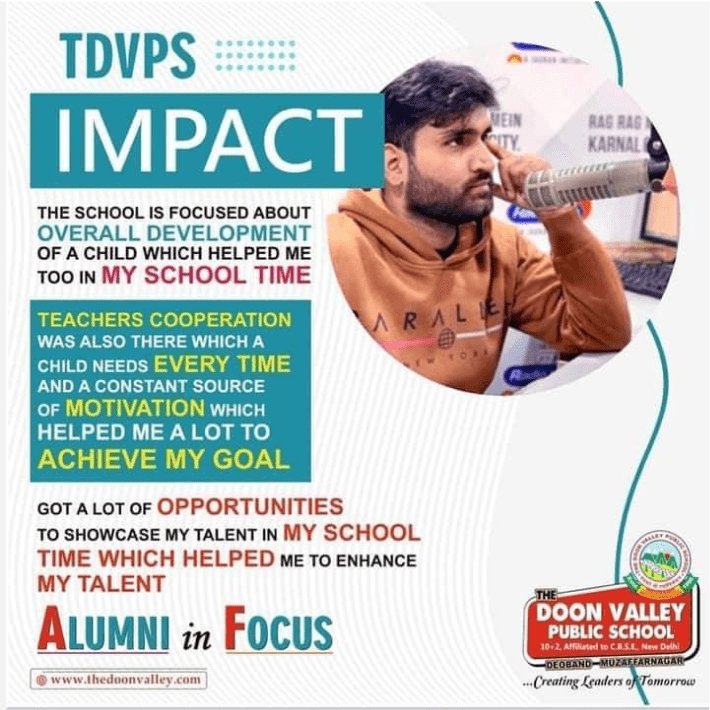 TDVPS
IMPACT
THE SCHOOL IS FOCUSED ABOUT
OVERALL DEVELOPMENT
OF A CHILD WHICH HELPED ME
TOO IN MY SCHOOL TIME
TEACHERS COOPERATION
WAS ALSO THERE WHICH A
CHILD NEEDS EVERY TIME
AND A CONSTANT SOURCE
OF MOTIVATION WHICH
HELPED ME A LOT TO
ACHIEVE MY GOAL
GOT A LOT OF OPPORTUNITIES
TO SHOWCASE MY TALENT IN MY SCHOOL
TIME WHICH HELPED ME TO ENHANCE
MY TALENT
ALUMNI in FOCUS
www.thedoonvalley.com
MEIN
RAG RAG
KARNAL
PARALLE
NEW YORK
THE
DOON VALLEY
PUBLIC SCHOOL
10+2, Affiliated to C.B.S.E., New Delhi
DEOBAND—MUZAFFARNAGAR
...Creating Leaders of Tomorrow